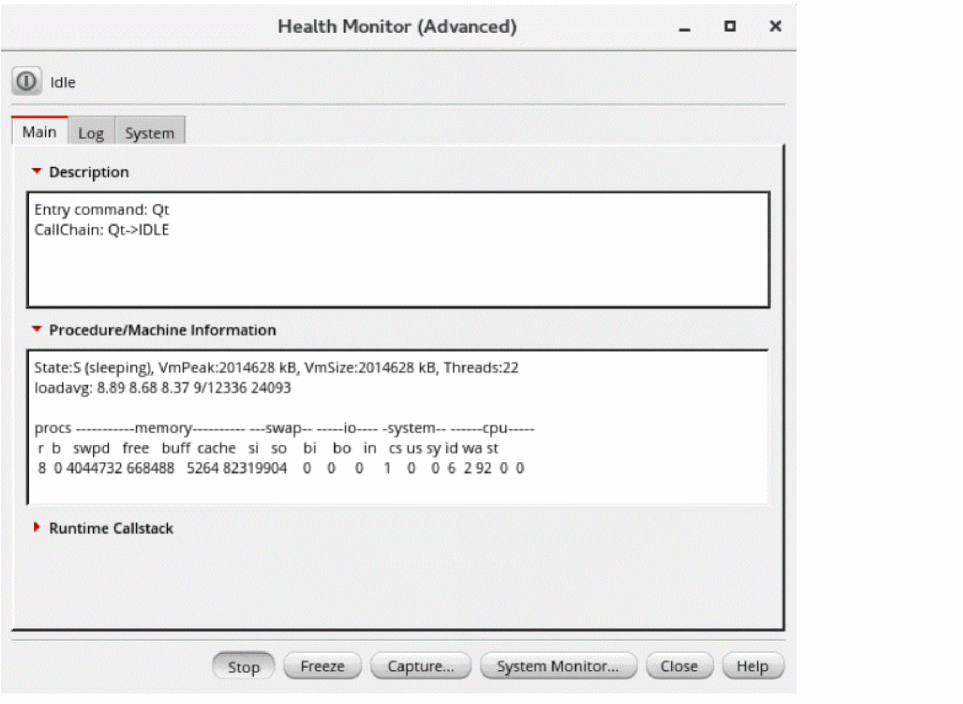 Health Monitor (Advanced)
Idle
Main Log System
Description
Entry command: Qt
CallChain: Qt->IDLE
Procedure/Machine Information
State:S (sleeping), VmPeak:2014628 kB, VmSize:2014628 kB, Threads:22
loadavg: 8.89 8.68 8.37 9/12336 24093
procs -----------memory---------- ---swap-- -----io---- -system-- ------cpu-----
r b swpd free buff cache si so bi bo in cs us sy id wa st
8 0 4044732 668488 5264 82319904 0 0 0 1 0 0 6 2 92 0 0
Runtime Callstack
Stop Freeze Capture... System Monitor... Close Help